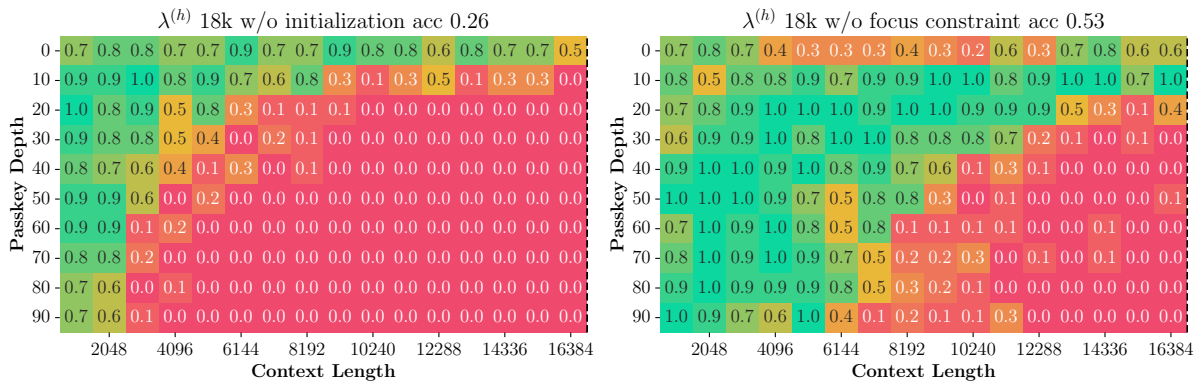 λ^(h) 18k w/o initialization acc 0.26
Passkey Depth
0 0.7 0.8 0.8 0.7 0.7 0.9 0.7 0.7 0.9 0.8 0.8 0.6 0.8 0.7 0.7 0.5
10 0.9 0.9 1.0 0.8 0.9 0.7 0.6 0.8 0.3 0.1 0.3 0.5 0.1 0.3 0.3 0.0
20 1.0 0.8 0.9 0.5 0.8 0.3 0.1 0.1 0.1 0.0 0.0 0.0 0.0 0.0 0.0 0.0
30 0.9 0.8 0.8 0.5 0.4 0.0 0.2 0.1 0.0 0.0 0.0 0.0 0.0 0.0 0.0 0.0
40 0.8 0.7 0.6 0.4 0.1 0.3 0.0 0.1 0.0 0.0 0.0 0.0 0.0 0.0 0.0 0.0
50 0.9 0.9 0.6 0.0 0.2 0.0 0.0 0.0 0.0 0.0 0.0 0.0 0.0 0.0 0.0 0.0
60 0.9 0.9 0.1 0.2 0.0 0.0 0.0 0.0 0.0 0.0 0.0 0.0 0.0 0.0 0.0 0.0
70 0.8 0.8 0.2 0.0 0.0 0.0 0.0 0.0 0.0 0.0 0.0 0.0 0.0 0.0 0.0 0.0
80 0.7 0.6 0.0 0.1 0.0 0.0 0.0 0.0 0.0 0.0 0.0 0.0 0.0 0.0 0.0 0.0
90 0.7 0.6 0.1 0.0 0.0 0.0 0.0 0.0 0.0 0.0 0.0 0.0 0.0 0.0 0.0 0.0
2048 4096 6144 8192 10240 12288 14336 16384
Context Length
λ^(h) 18k w/o focus constraint acc 0.53
Passkey Depth
0 0.7 0.8 0.7 0.4 0.3 0.3 0.3 0.4 0.3 0.2 0.6 0.3 0.7 0.8 0.6 0.6
10 0.8 0.5 0.8 0.8 0.9 0.7 0.9 0.9 1.0 1.0 0.8 0.9 1.0 1.0 0.7 1.0
20 0.7 0.8 0.9 1.0 1.0 0.9 1.0 1.0 1.0 0.9 0.9 0.9 0.5 0.3 0.1 0.4
30 0.6 0.9 0.9 1.0 0.8 1.0 1.0 0.8 0.8 0.8 0.7 0.2 0.1 0.0 0.1 0.0
40 0.9 1.0 1.0 0.9 1.0 0.8 0.9 0.7 0.6 0.1 0.3 0.1 0.0 0.0 0.0 0.0
50 1.0 1.0 1.0 0.9 0.7 0.5 0.8 0.8 0.3 0.0 0.1 0.0 0.0 0.0 0.0 0.1
60 0.7 1.0 0.9 1.0 0.8 0.5 0.8 0.1 0.1 0.1 0.1 0.0 0.0 0.1 0.0 0.0
70 0.8 1.0 0.9 1.0 0.9 0.7 0.5 0.2 0.2 0.3 0.0 0.1 0.0 0.1 0.0 0.0
80 0.9 1.0 0.9 0.9 0.9 0.9 0.5 0.3 0.2 0.1 0.0 0.0 0.0 0.0 0.0 0.0
90 1.0 0.9 0.7 0.6 1.0 0.4 0.1 0.2 0.1 0.1 0.3 0.0 0.0 0.0 0.0 0.0
2048 4096 6144 8192 10240 12288 14336 16384
Context Length